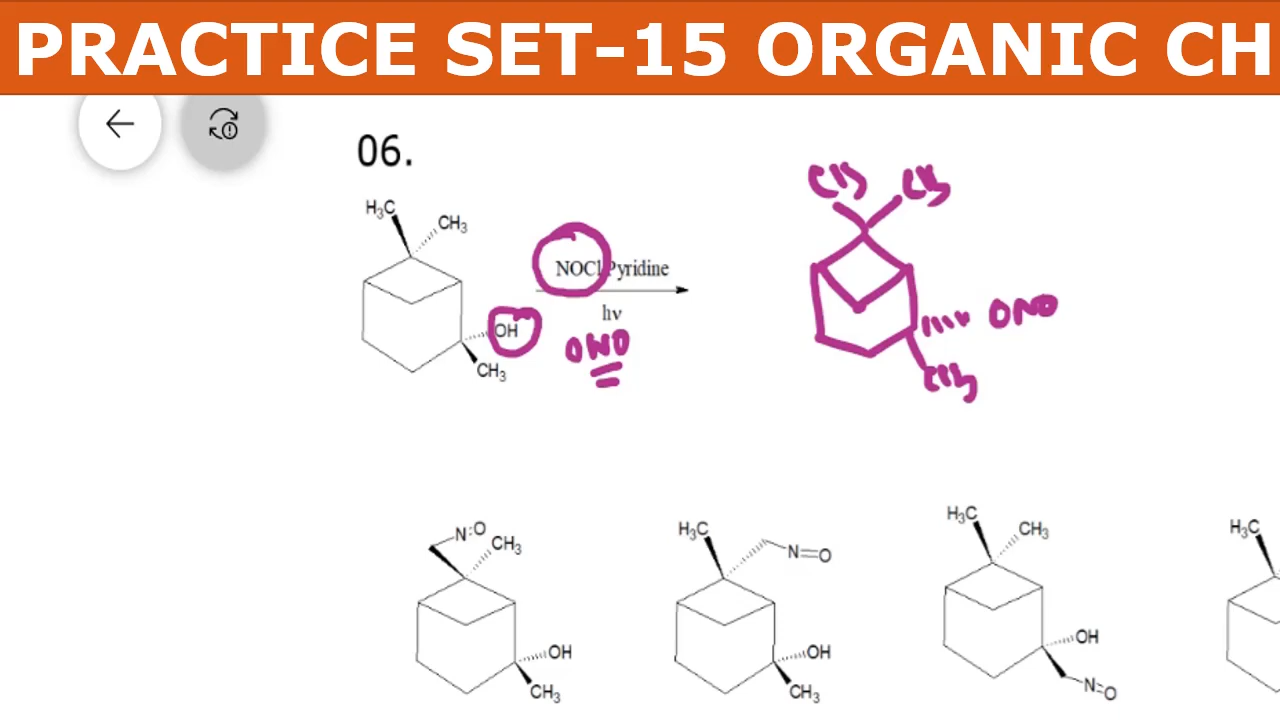 PRACTICE SET-15 ORGANIC CH
06.
H₃C
CH₃
NOCl Pyridine
hν
OH
CH₃
ONO
CH₃
CH₃
ONO
CH₃
N=O
CH₃
OH
CH₃
H₃C
N=O
OH
CH₃
H₃C
CH₃
OH
N=O
H₃C